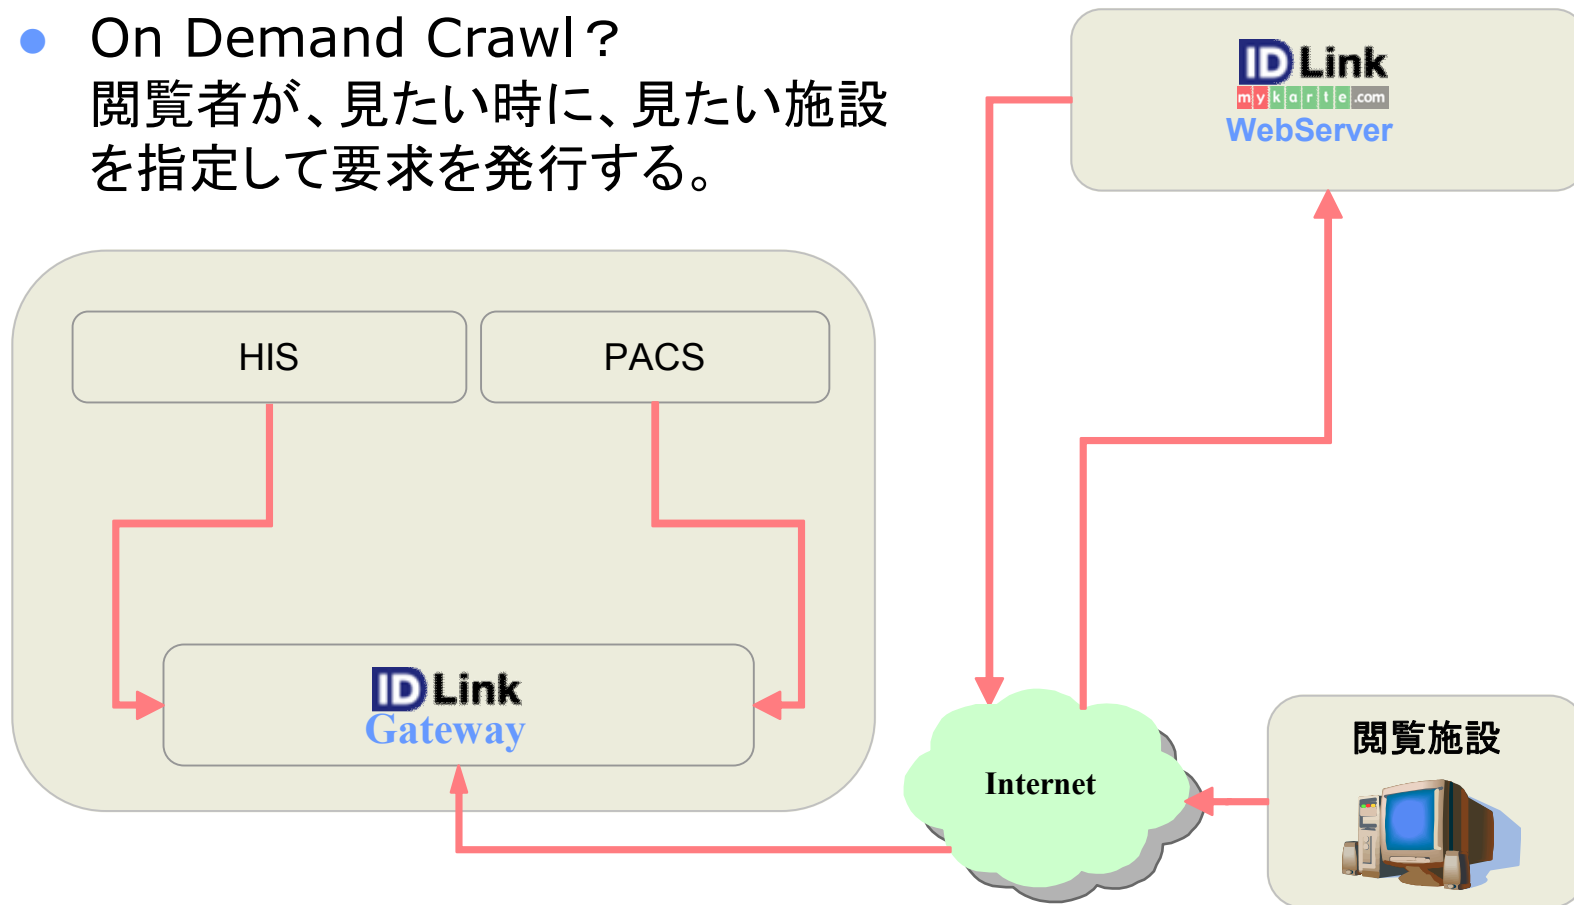 On Demand Crawl？
閲覧者が、見たい時に、見たい施設
を指定して要求を発行する。
ID Link
mykarte.com
WebServer
HIS
PACS
ID Link
Gateway
Internet
閲覧施設